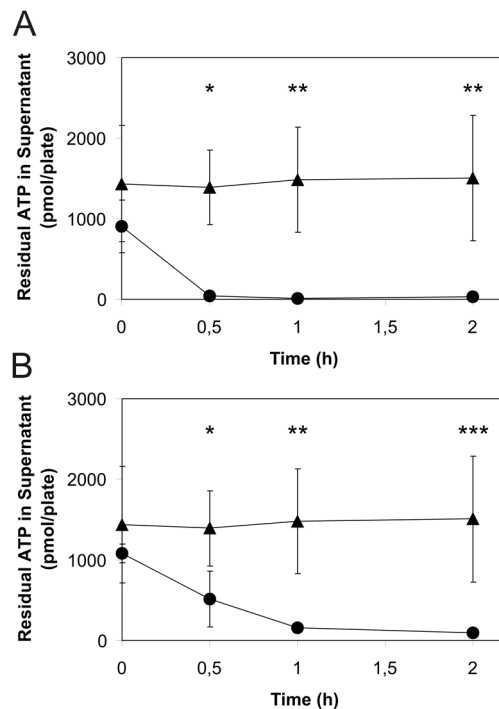 A
3000
2000
1000
0
Residual ATP in Supernatant
(pmol/plate)
* ** **
0 0,5 1 1,5 2
Time (h)
B
3000
2000
1000
0
Residual ATP in Supernatant
(pmol/plate)
* ** ***
0 0,5 1 1,5 2
Time (h)